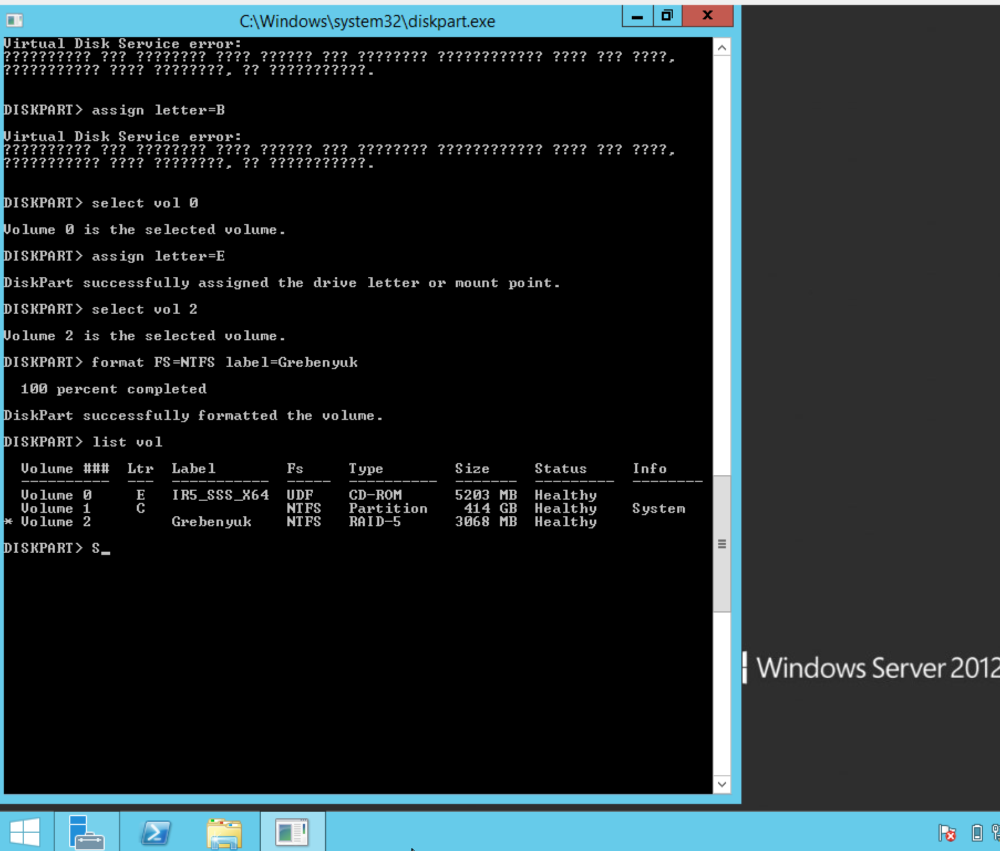 C:\Windows\system32\diskpart.exe
Virtual Disk Service error:
?????????? ??? ???????? ???? ?????? ??? ???????? ???????????? ???? ??? ????,
??????????? ???? ????????, ?? ???????????.
DISKPART> assign letter=B
Virtual Disk Service error:
?????????? ??? ???????? ???? ?????? ??? ???????? ???????????? ???? ??? ????,
??????????? ???? ????????, ?? ???????????.
DISKPART> select vol 0
Volume 0 is the selected volume.
DISKPART> assign letter=E
DiskPart successfully assigned the drive letter or mount point.
DISKPART> select vol 2
Volume 2 is the selected volume.
DISKPART> format FS=NTFS label=Grebenyuk
100 percent completed
DiskPart successfully formatted the volume.
DISKPART> list vol
Volume ### Ltr Label Fs Type Size Status Info
---------- --- ----------- ----- ---------- ------- --------- --------
Volume 0 E IR5_SSS_X64 UDF CD-ROM 5203 MB Healthy
Volume 1 C NTFS Partition 414 GB Healthy System
* Volume 2 Grebenyuk NTFS RAID-5 3068 MB Healthy
DISKPART> S_
Windows Server 2012